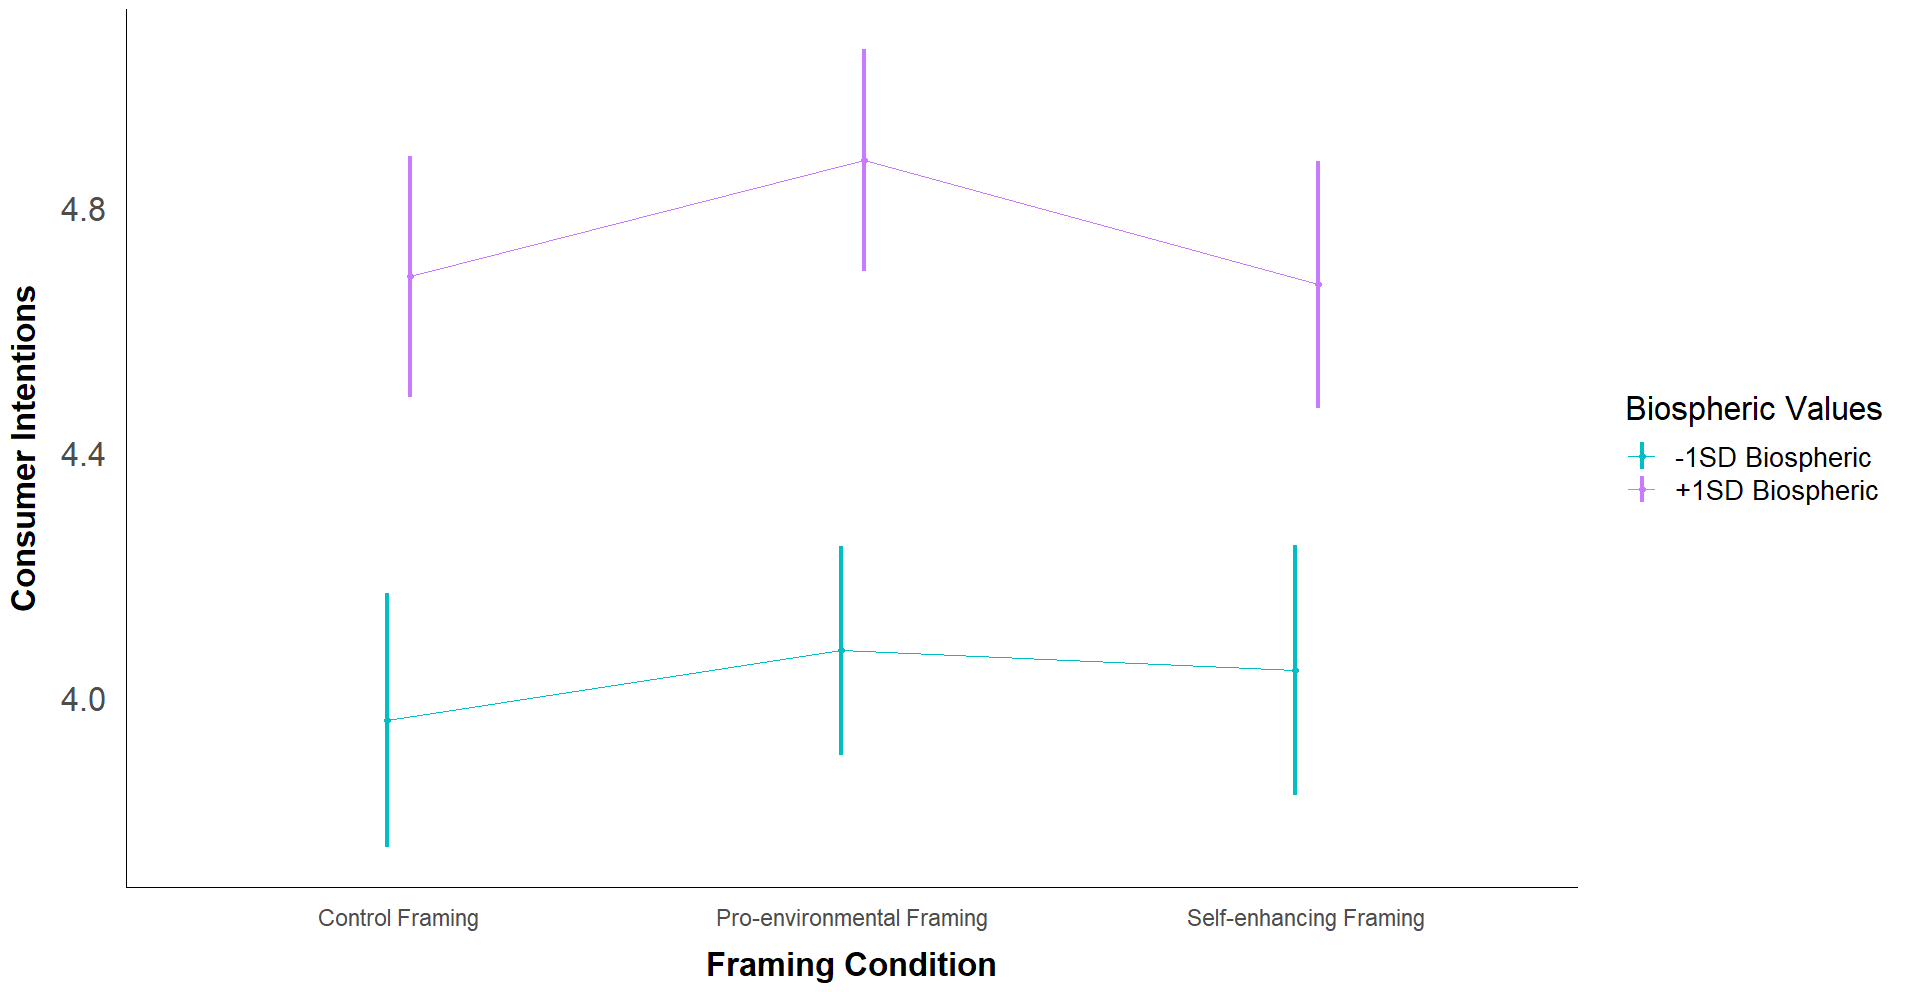 Consumer Intentions
4.8
4.4
4.0
Control Framing
Pro-environmental Framing
Self-enhancing Framing
Framing Condition
Biospheric Values
-1SD Biospheric
+1SD Biospheric